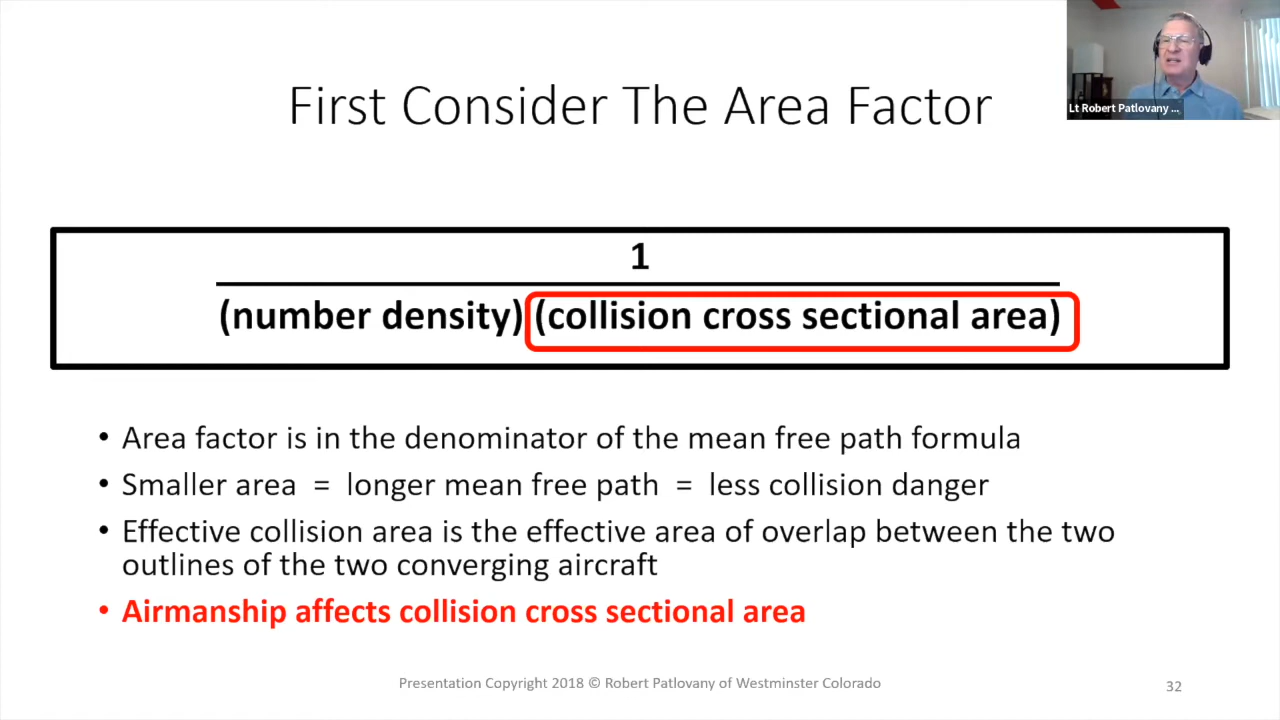 First Consider The Area Factor
Lt Robert Patlovany ...
1
(number density) (collision cross sectional area)
• Area factor is in the denominator of the mean free path formula
• Smaller area = longer mean free path = less collision danger
• Effective collision area is the effective area of overlap between the two
outlines of the two converging aircraft
• Airmanship affects collision cross sectional area
Presentation Copyright 2018 © Robert Patlovany of Westminster Colorado
32